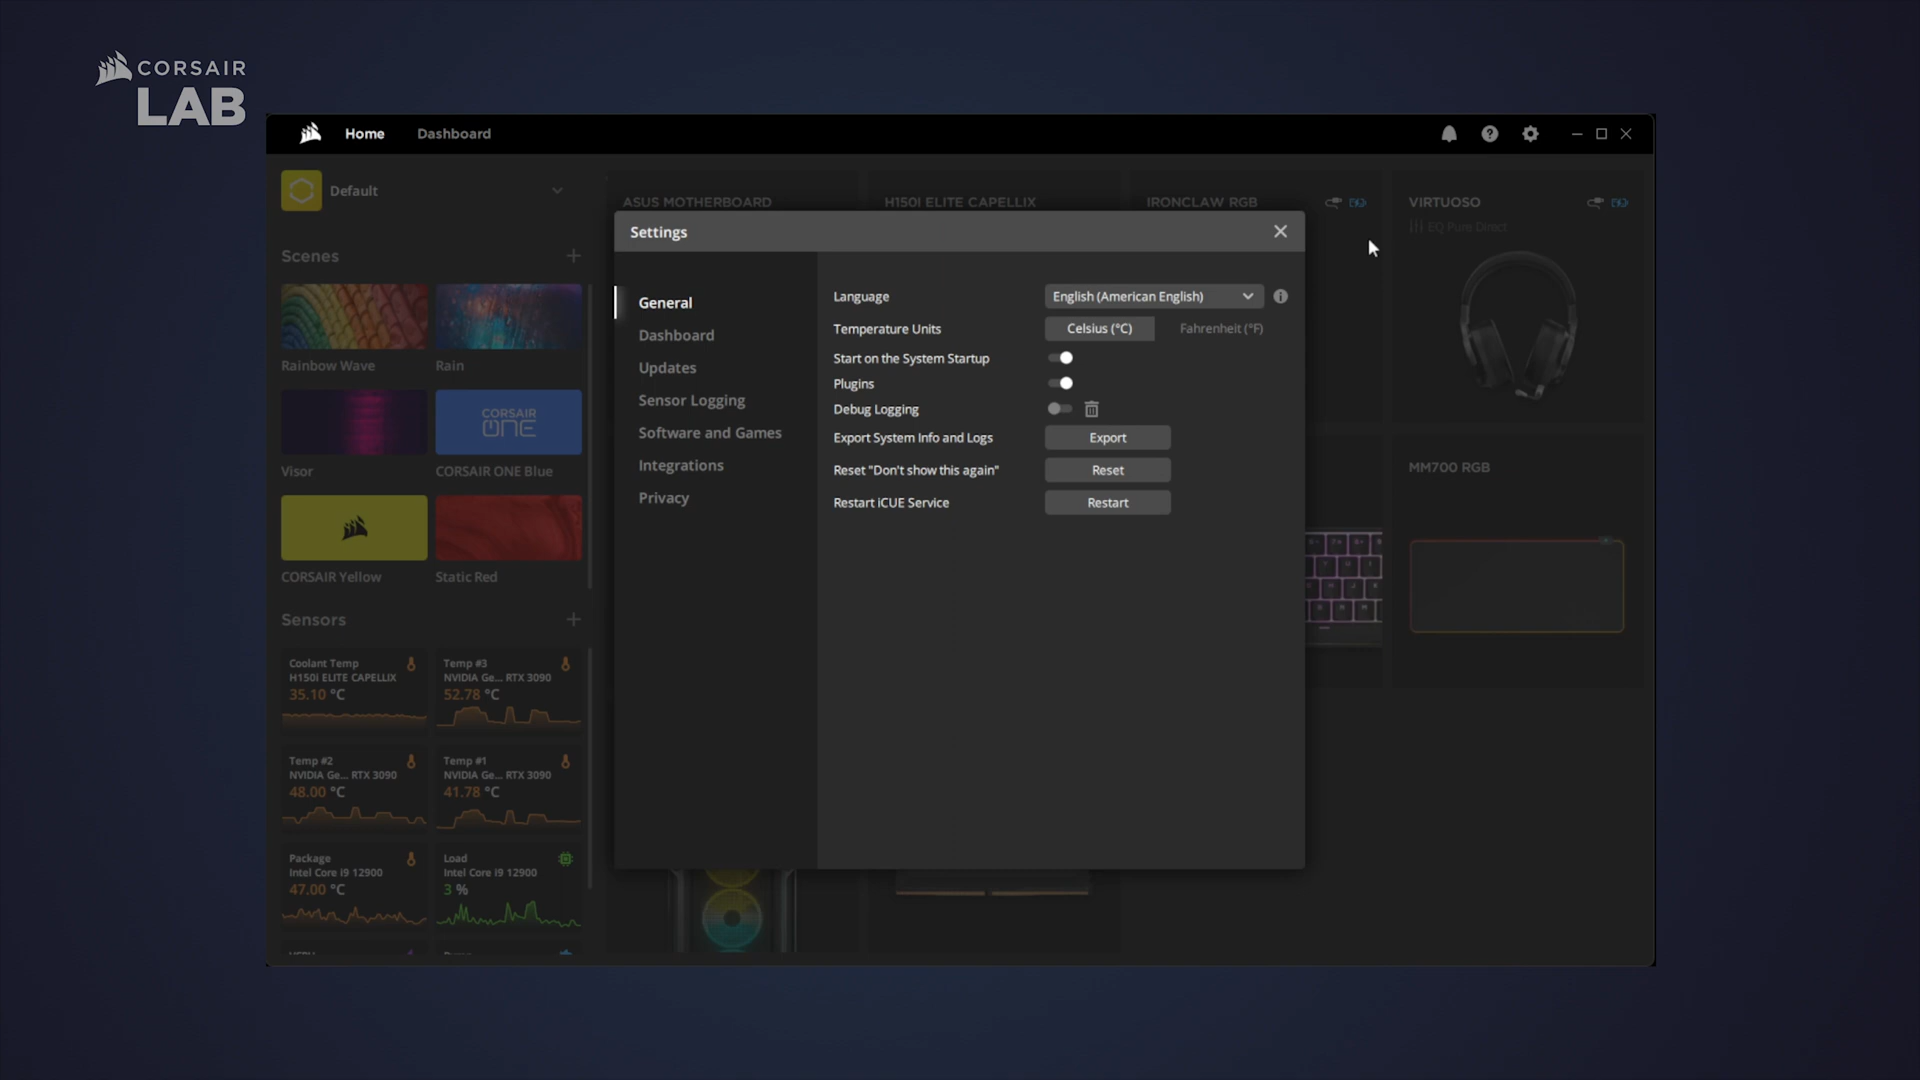 CORSAIR
LAB
Home
Dashboard
Default
Scenes
Rainbow Wave
Rain
CORSAIR
ONE
Visor
CORSAIR ONE Blue
CORSAIR Yellow
Static Red
Sensors
Coolant Temp
H150I ELITE CAPELLIX
35.10 °C
Temp #3
NVIDIA Ge... RTX 3090
52.78 °C
Temp #2
NVIDIA Ge... RTX 3090
48.00 °C
Temp #1
NVIDIA Ge... RTX 3090
41.78 °C
Package
Intel Core i9 12900
47.00 °C
Load
Intel Core i9 12900
3 %
ASUS MOTHERBOARD
H150I ELITE CAPELLIX
IRONCLAW RGB
VIRTUOSO
EQ Pure Direct
MM700 RGB
Settings
General
Dashboard
Updates
Sensor Logging
Software and Games
Integrations
Privacy
Language
English (American English)
Temperature Units
Celsius (°C)
Fahrenheit (°F)
Start on the System Startup
Plugins
Debug Logging
Export System Info and Logs
Export
Reset "Don't show this again"
Reset
Restart iCUE Service
Restart